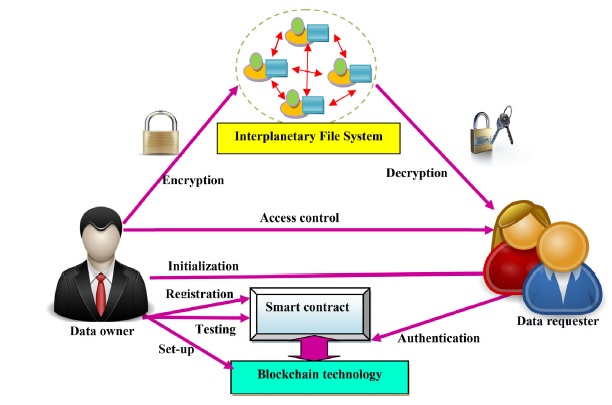 Interplanetary File System
Encryption
Decryption
Access control
Initialization
Registration
Smart contract
Testing
Data owner
Data requester
Authentication
Set-up
Blockchain technology